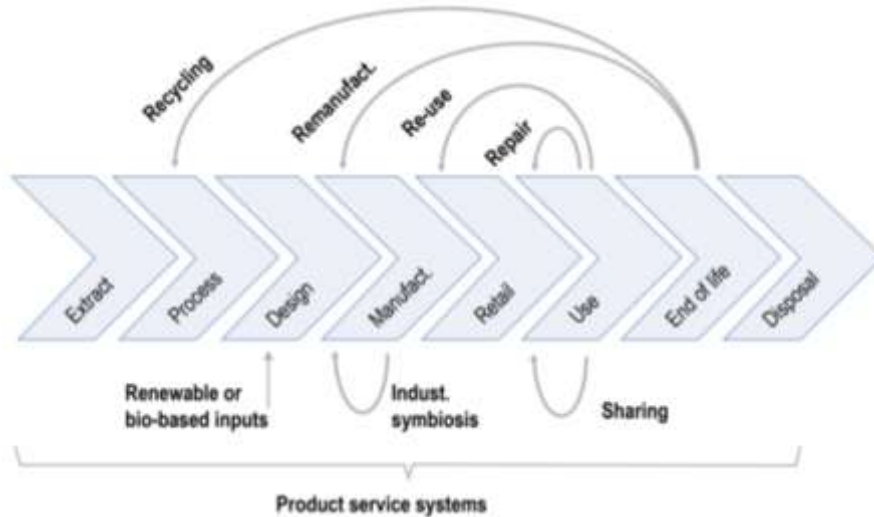 Recycling
Remanufact.
Re-use
Repair
Extract
Process
Design
Manufact.
Retail
Use
End of life
Disposal
Renewable or
bio-based inputs
Indust.
symbiosis
Sharing
Product service systems